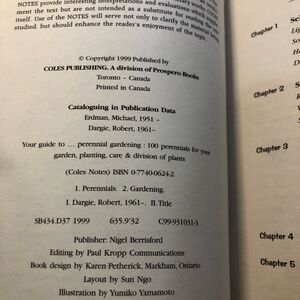 NOTES provide interesting interpretations and evaluations which
ment the text but are not intended as a substitute for reading
itself. Use of the NOTES will serve not only to clarify the
studied, but should enhance the reader's enjoyment of the topic.
© Copyright 1999 Published by
COLES PUBLISHING. A division of Prospero Books
Toronto – Canada
Printed in Canada
Cataloguing in Publication Data
Erdman, Michael, 1951 –
Dargie, Robert, 1961–
Your guide to ... perennial gardening : 100 perennials for your
garden, planting, care & division of plants
(Coles Notes) ISBN 0-7740-0624-2
1. Perennials. 2. Gardening.
I. Dargie, Robert, 1961–. II. Title
SB434.D37 1999 635.9'32 C99-931031-3
Publisher: Nigel Berrisford
Editing by Paul Kropp Communications
Book design by Karen Petherick, Markham, Ontario
Layout by Sun Ngo
Illustration by Yumiko Yamamoto
Chapter 1
Chapter 2
Chapter 3
Chapter 4
Chapter 5